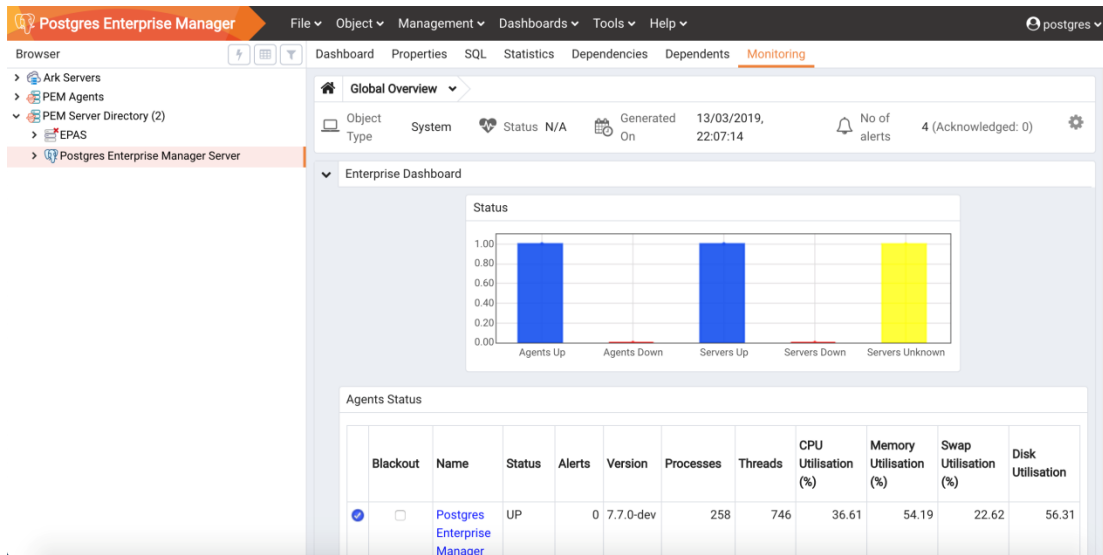 Postgres Enterprise Manager File Object Management Dashboards Tools Help postgres
Browser Dashboard Properties SQL Statistics Dependencies Dependents Monitoring
Ark Servers
PEM Agents
PEM Server Directory (2)
EPAS
Postgres Enterprise Manager Server
Global Overview
Object Type System Status N/A Generated On 13/03/2019, 22:07:14 No of alerts 4 (Acknowledged: 0)
Enterprise Dashboard
Status
1.00
0.80
0.60
0.40
0.20
0.00
Agents Up Agents Down Servers Up Servers Down Servers Unknown
Agents Status
Blackout Name Status Alerts Version Processes Threads CPU Utilisation (%) Memory Utilisation (%) Swap Utilisation (%) Disk Utilisation
Postgres UP 0 7.7.0-dev 258 746 36.61 54.19 22.62 56.31
Enterprise
Manager